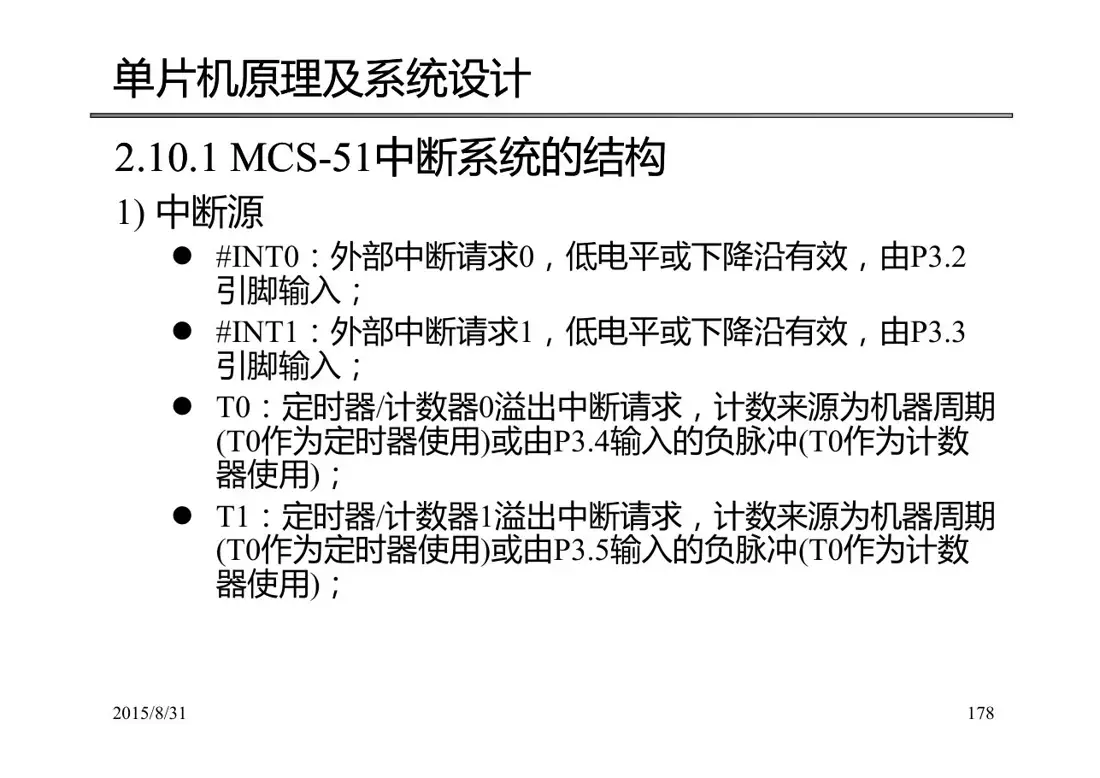 单片机原理及系统设计
2.10.1 MCS-51中断系统的结构
1) 中断源
● #INT0：外部中断请求0，低电平或下降沿有效，由P3.2
引脚输入；
● #INT1：外部中断请求1，低电平或下降沿有效，由P3.3
引脚输入；
● T0：定时器/计数器0溢出中断请求，计数来源为机器周期
(T0作为定时器使用)或由P3.4输入的负脉冲(T0作为计数
器使用)；
● T1：定时器/计数器1溢出中断请求，计数来源为机器周期
(T0作为定时器使用)或由P3.5输入的负脉冲(T0作为计数
器使用)；
2015/8/31
178